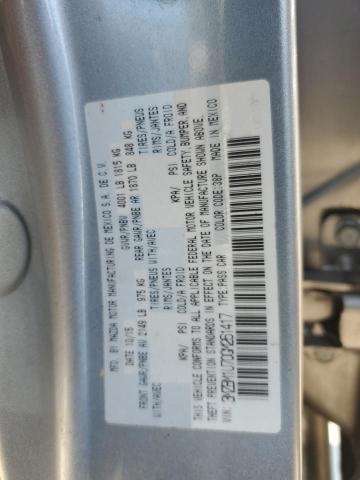 MFD. BY MAZDA MOTOR MANUFACTURING DE MEXICO S.A. DE C.V.
10/15 GVWR/PNBV 4001 LB 1815 KG
FRONT GAWR/PNBE AV 2149 LB 975 KG REAR GAWR/PNBE AR 1870 LB 848 KG
WITH/AVEC TIRES/PNEUS WITH/AVEC TIRES/PNEUS
RIMS/JANTES RIMS/JANTES
KPA/ PSI COLD/A FROID KPA/ PSI COLD/A FROID
THIS VEHICLE CONFORMS TO ALL APPLICABLE FEDERAL MOTOR VEHICLE SAFETY, BUMPER, AND
THEFT PREVENTION STANDARDS IN EFFECT ON THE DATE OF MANUFACTURE SHOWN ABOVE.
VIN: TYPE: PASS CAR COLOR CODE: 38P MADE IN MEXICO